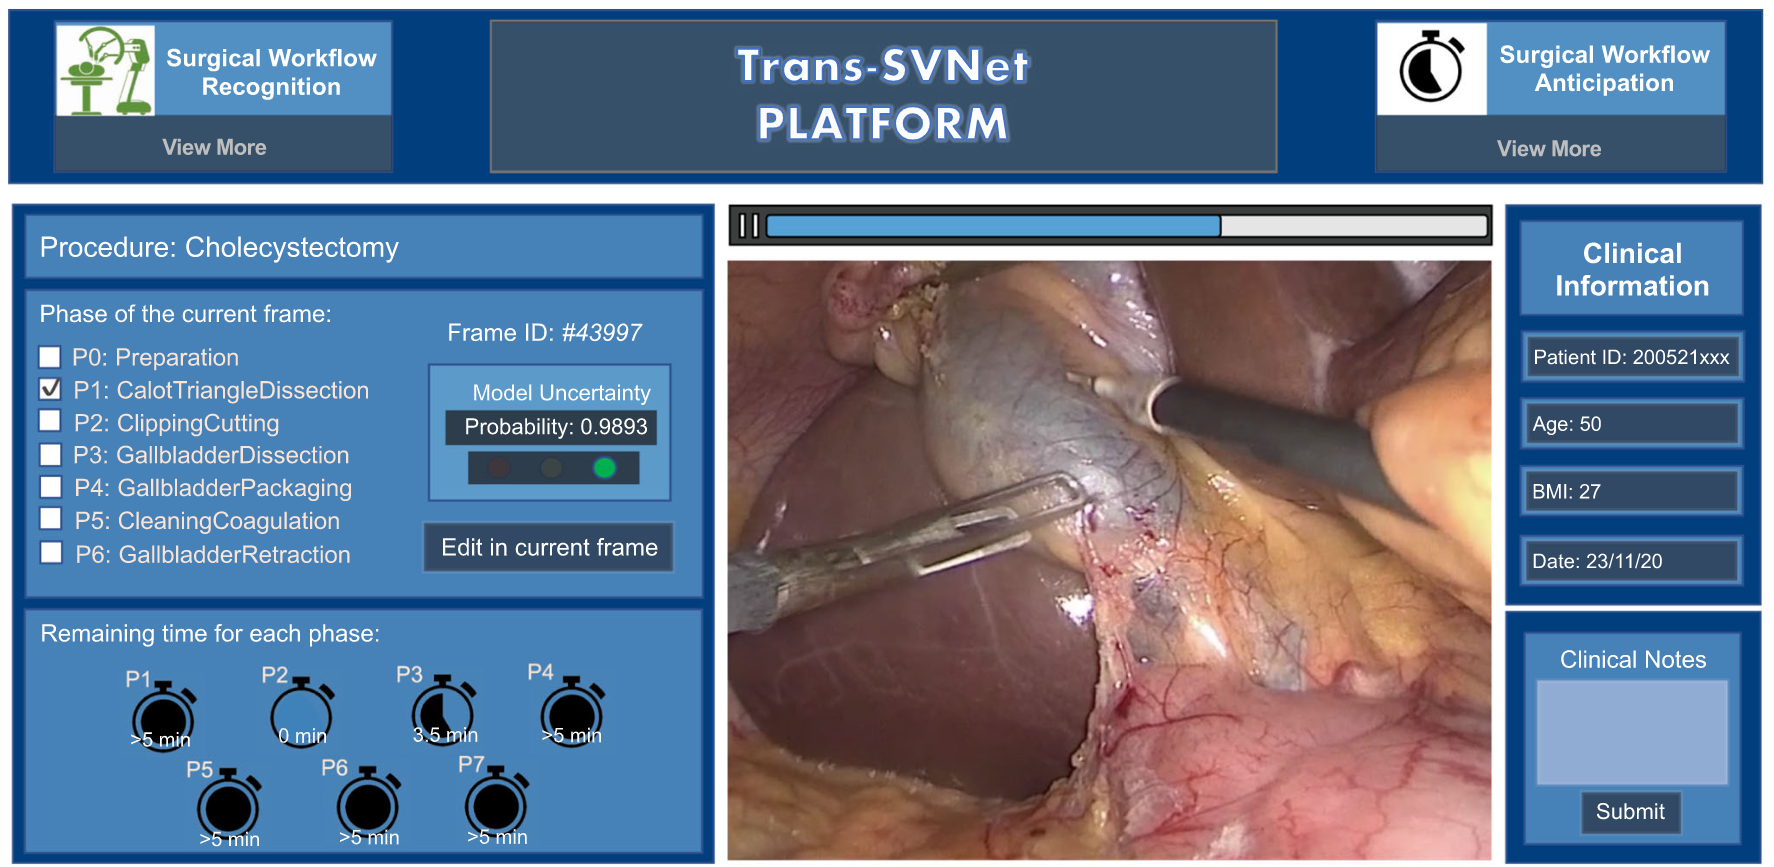 Surgical Workflow
Recognition
View More
Trans-SVNet
PLATFORM
Surgical Workflow
Anticipation
View More
Procedure: Cholecystectomy
Phase of the current frame:
P0: Preparation
P1: CalotTriangleDissection
P2: ClippingCutting
P3: GallbladderDissection
P4: GallbladderPackaging
P5: CleaningCoagulation
P6: GallbladderRetraction
Frame ID: #43997
Model Uncertainty
Probability: 0.9893
Edit in current frame
Remaining time for each phase:
P1
>5 min
P2
0 min
P3
3.5 min
P4
>5 min
P5
>5 min
P6
>5 min
P7
>5 min
Clinical
Information
Patient ID: 200521xxx
Age: 50
BMI: 27
Date: 23/11/20
Clinical Notes
Submit